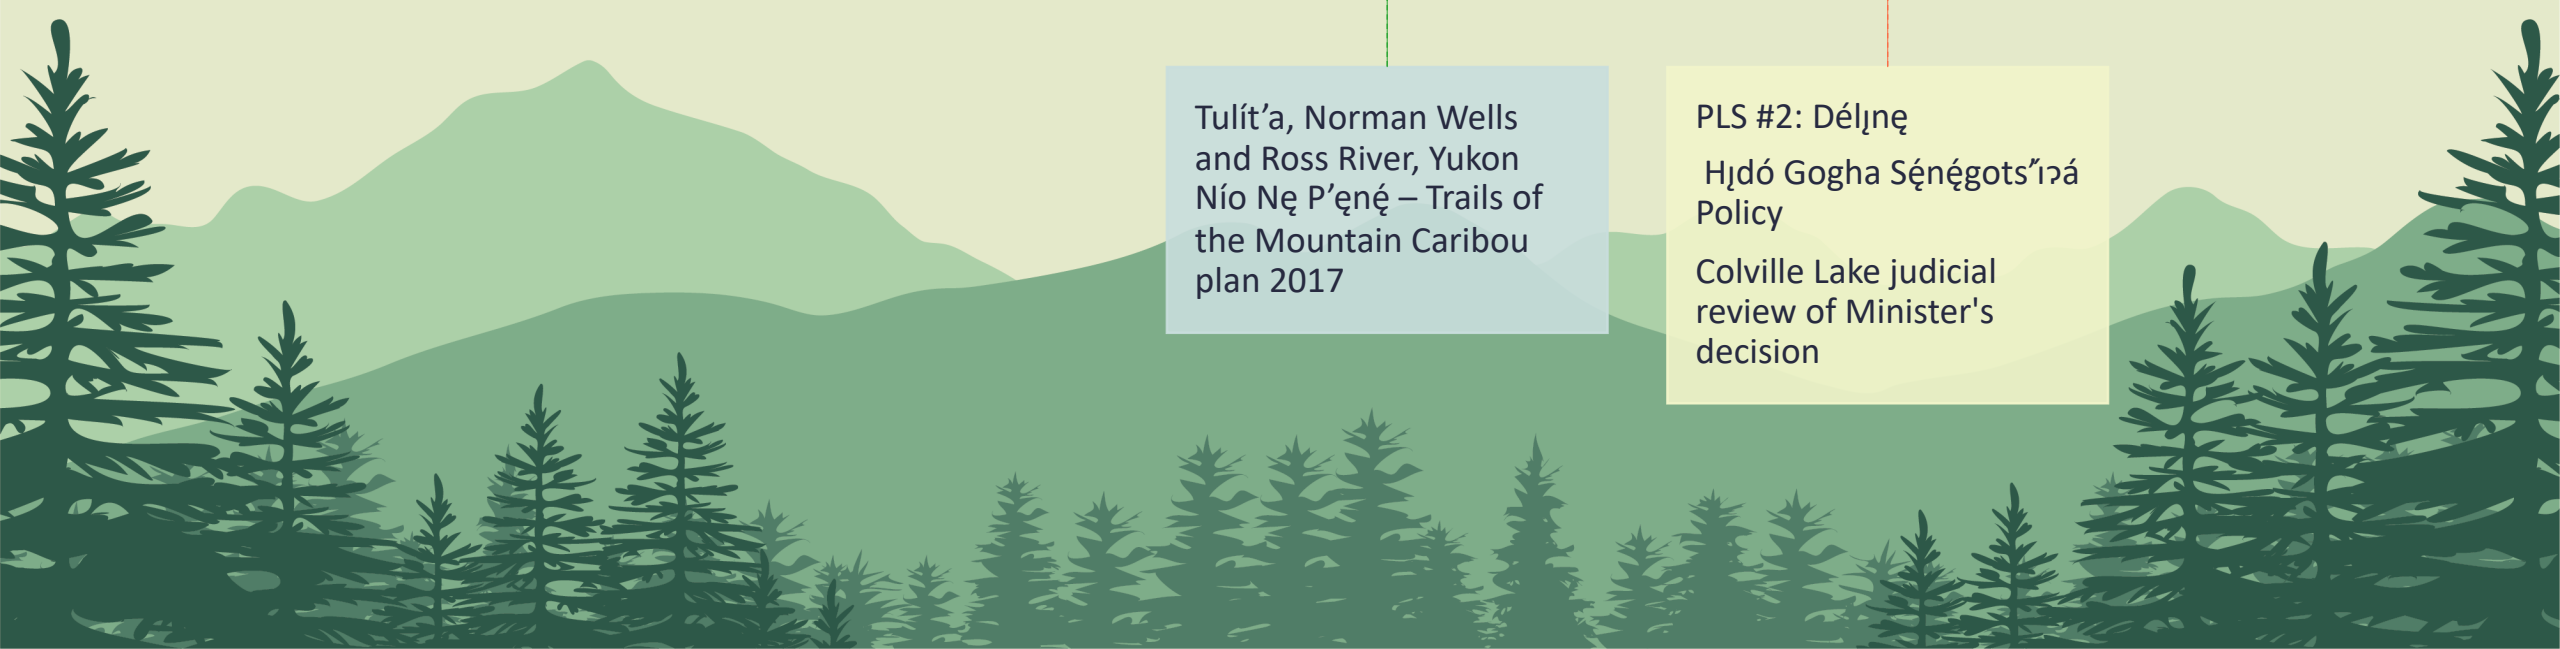 Tulít’a, Norman Wells
and Ross River, Yukon
Nío Nę P’ęnę́ – Trails of
the Mountain Caribou
plan 2017
PLS #2: Délı̨nę
Hı̨dó Gogha Sę́nę́gots’ı́ɂá
Policy
Colville Lake judicial
review of Minister's
decision